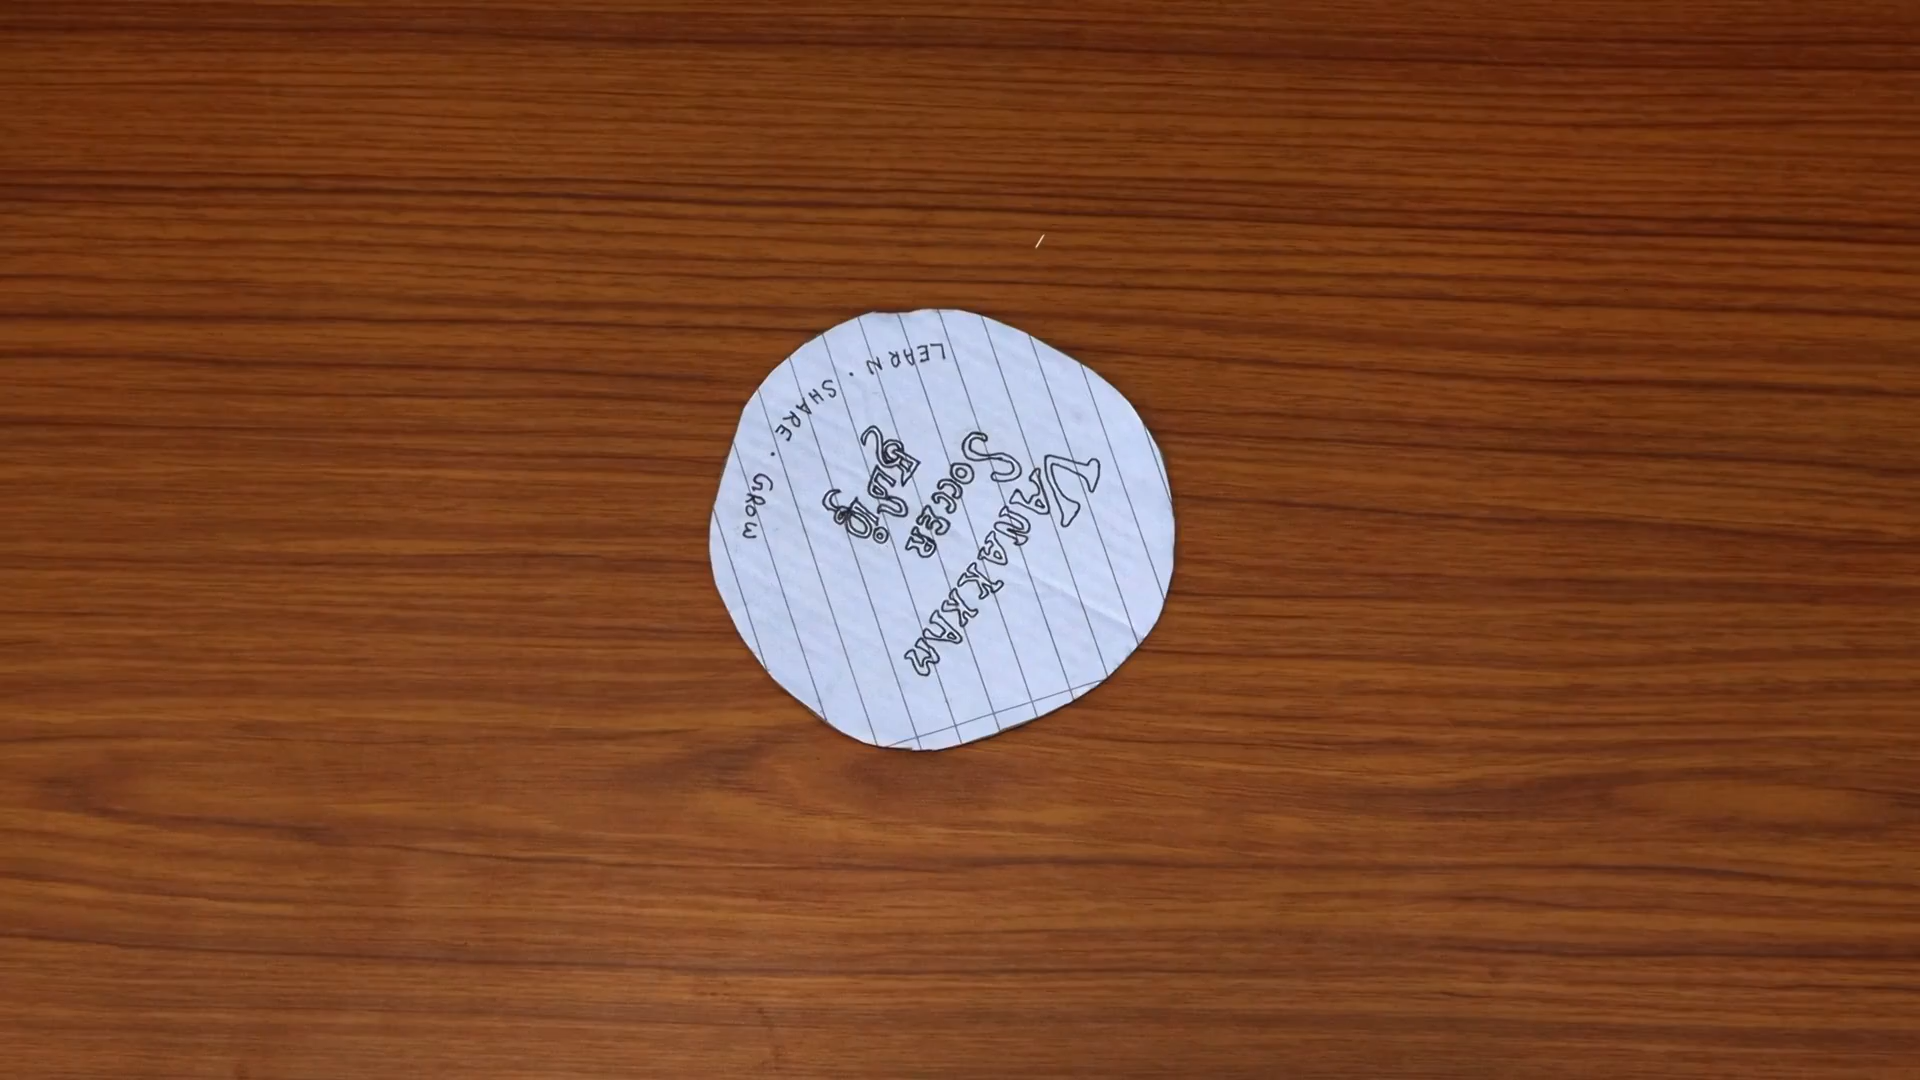 VANAKKAM
SOCCER
LEARN · SHARE · GROW